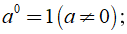 a⁰ = 1(a ≠ 0);